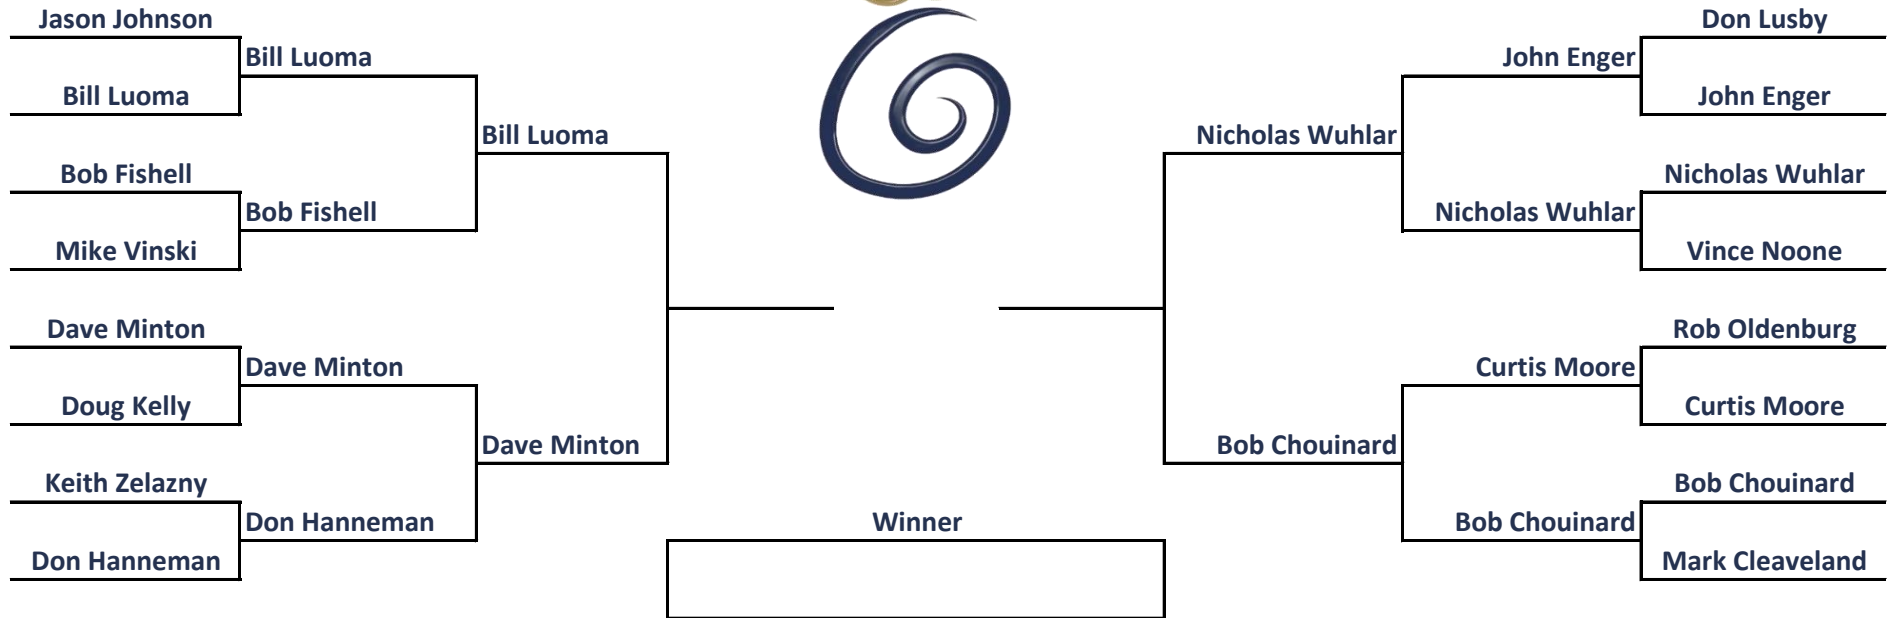 Jason Johnson
Bill Luoma
Bill Luoma
Bill Luoma
Bob Fishell
Bob Fishell
Mike Vinski
Dave Minton
Dave Minton
Doug Kelly
Dave Minton
Keith Zelazny
Don Hanneman
Don Hanneman
Winner
Don Lusby
John Enger
John Enger
Nicholas Wuhlar
Nicholas Wuhlar
Nicholas Wuhlar
Vince Noone
Rob Oldenburg
Curtis Moore
Curtis Moore
Bob Chouinard
Bob Chouinard
Bob Chouinard
Mark Cleaveland